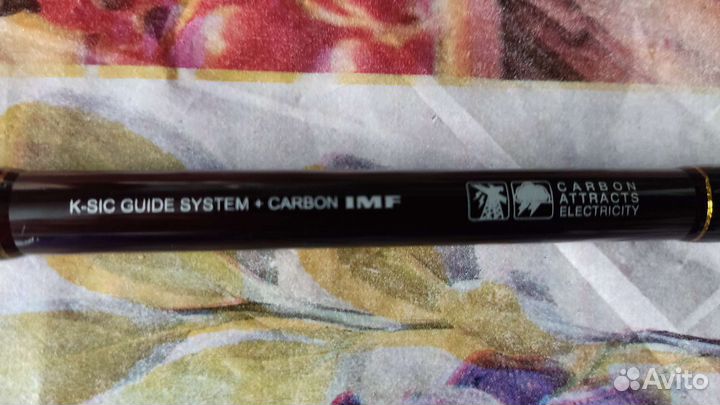 K-SIC GUIDE SYSTEM + CARBON IMF
CARBON
ATTRACTS
ELECTRICITY
Avito